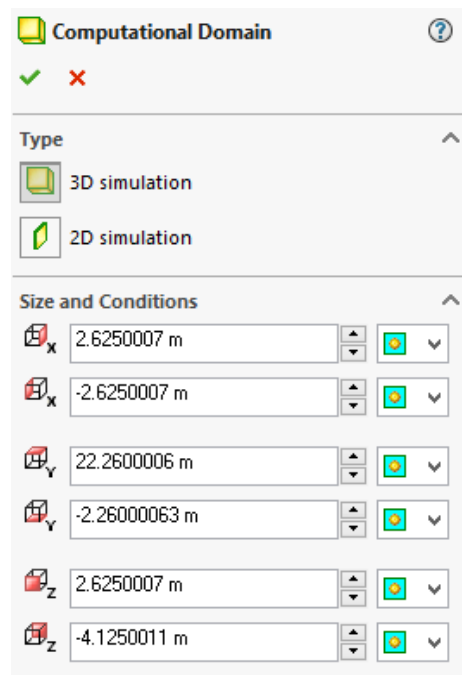 Computational Domain
Type
3D simulation
2D simulation
Size and Conditions
X 2.6250007 m
X -2.6250007 m
Y 22.2600006 m
Y -2.26000063 m
Z 2.6250007 m
Z -4.1250011 m